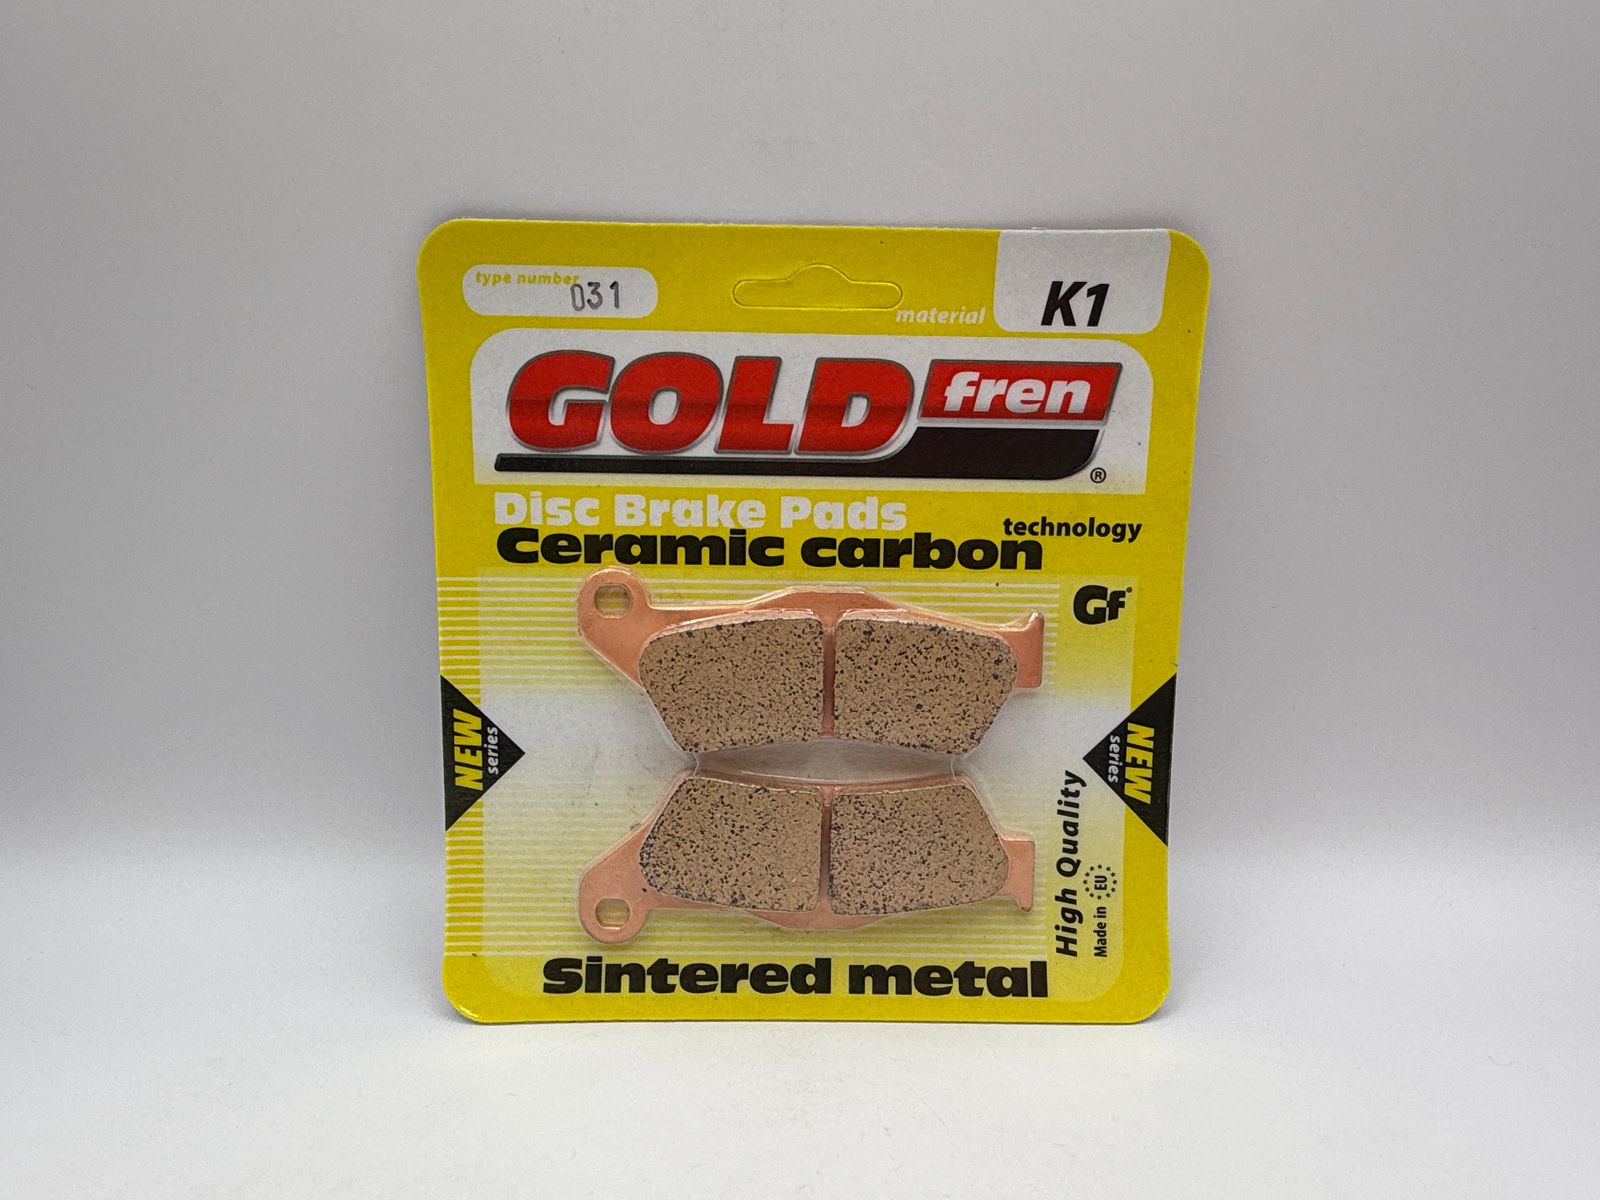 type number 031
material K1
GOLD fren
®
Disc Brake Pads
Ceramic carbon technology
Gf
NEW
series
NEW
series
High Quality
Made in EU
Sintered metal